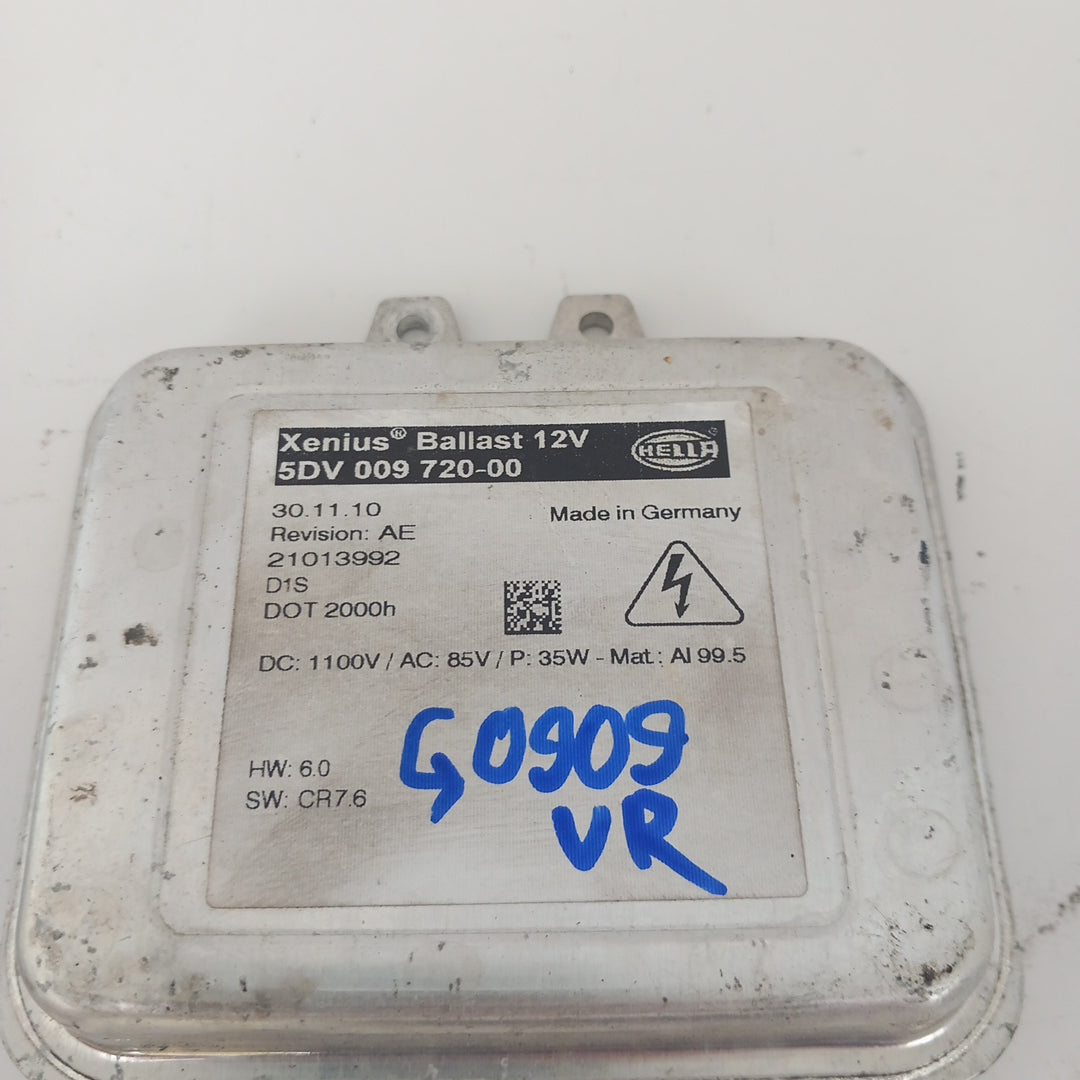 Xenius® Ballast 12V
5DV 009 720-00
HELLA
30.11.10
Made in Germany
Revision: AE
21013992
D1S
DOT 2000h
DC: 1100V / AC: 85V / P: 35W - Mat.: Al 99.5
HW: 6.0
SW: CR7.6
G0909
VR